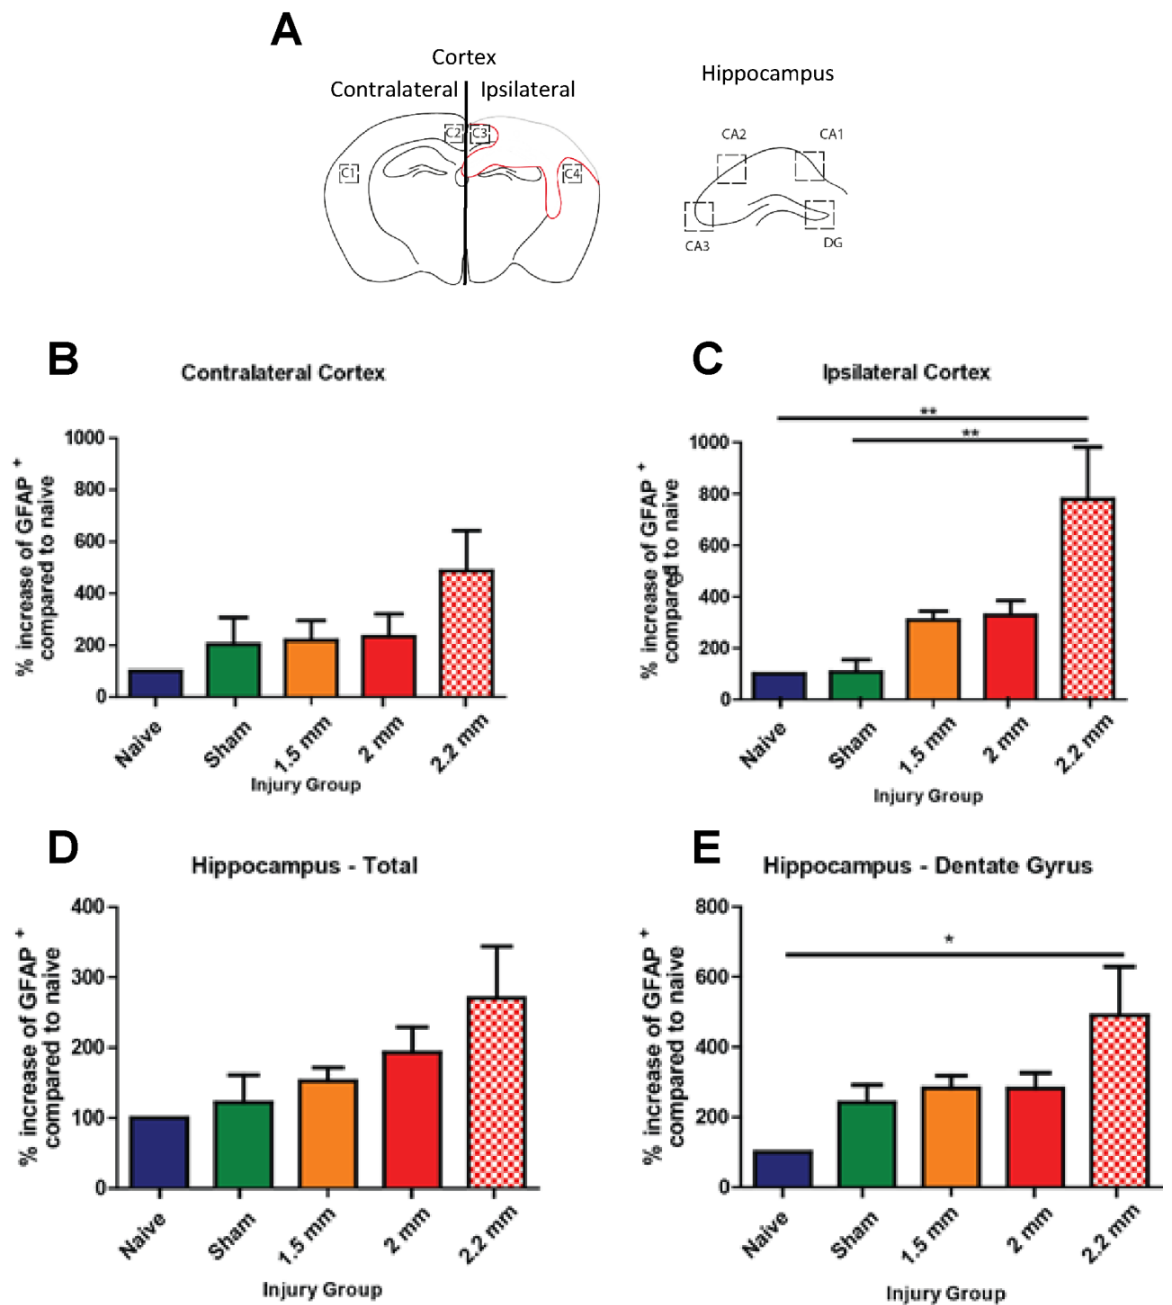 A
Cortex
Contralateral Ipsilateral
C2 C3
C1
C4
Hippocampus
CA2 CA1
CA3 DG
B
Contralateral Cortex
% increase of GFAP +
compared to naive
1000
800
600
400
200
0
Naive Sham 1.5 mm 2 mm 2.2 mm
Injury Group
C
Ipsilateral Cortex
**
**
% increase of GFAP +
compared to naive
1000
800
600
400
200
0
Naive Sham 1.5 mm 2 mm 2.2 mm
Injury Group
D
Hippocampus - Total
% increase of GFAP +
compared to naive
400
300
200
100
0
Naive Sham 1.5 mm 2 mm 2.2 mm
Injury Group
E
Hippocampus - Dentate Gyrus
*
% increase of GFAP +
compared to naive
800
600
400
200
0
Naive Sham 1.5 mm 2 mm 2.2 mm
Injury Group